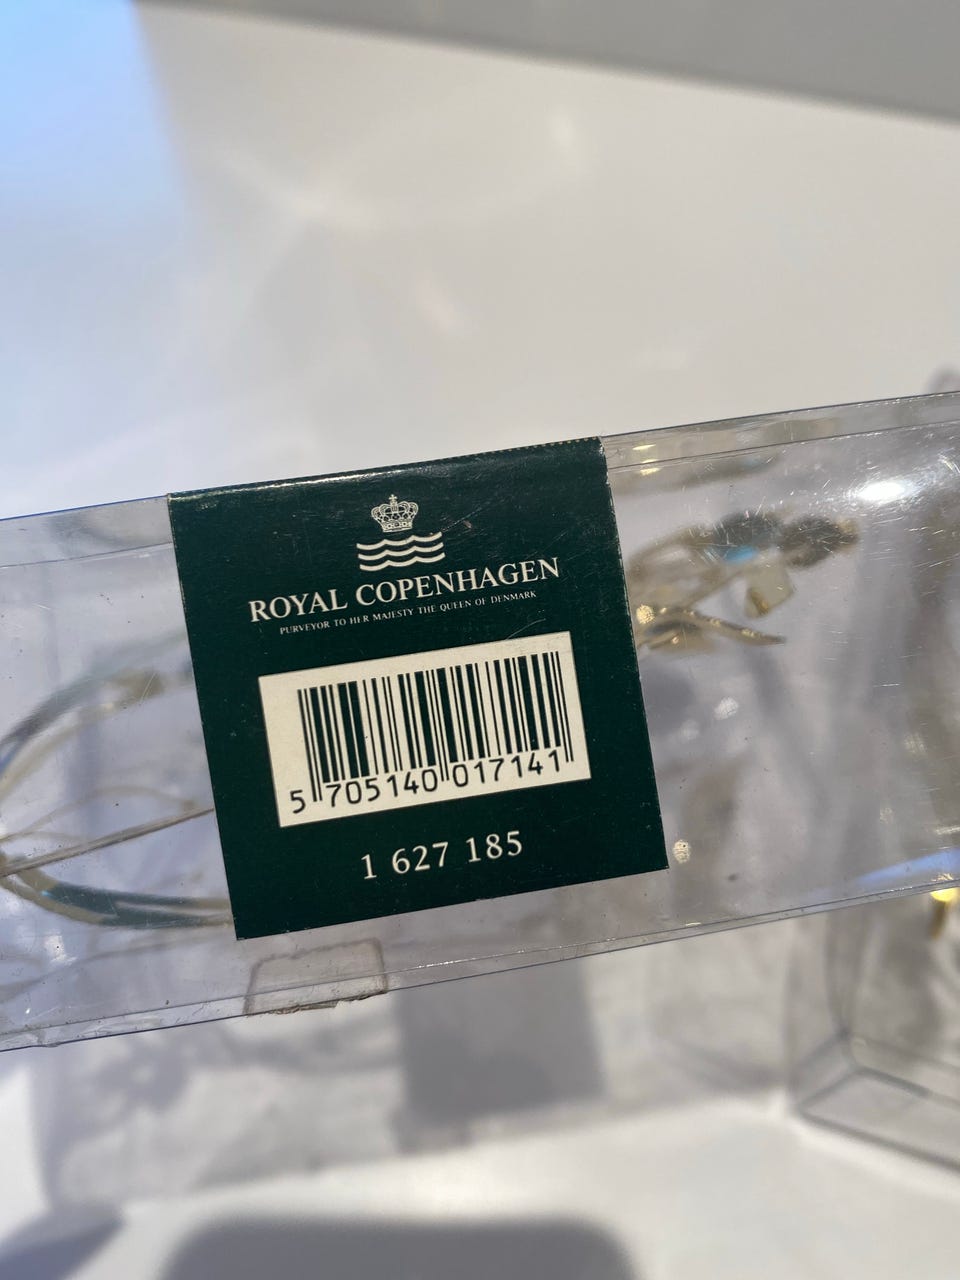 ROYAL COPENHAGEN
PURVEYOR TO HER MAJESTY THE QUEEN OF DENMARK
5 705140 017141
1 627 185